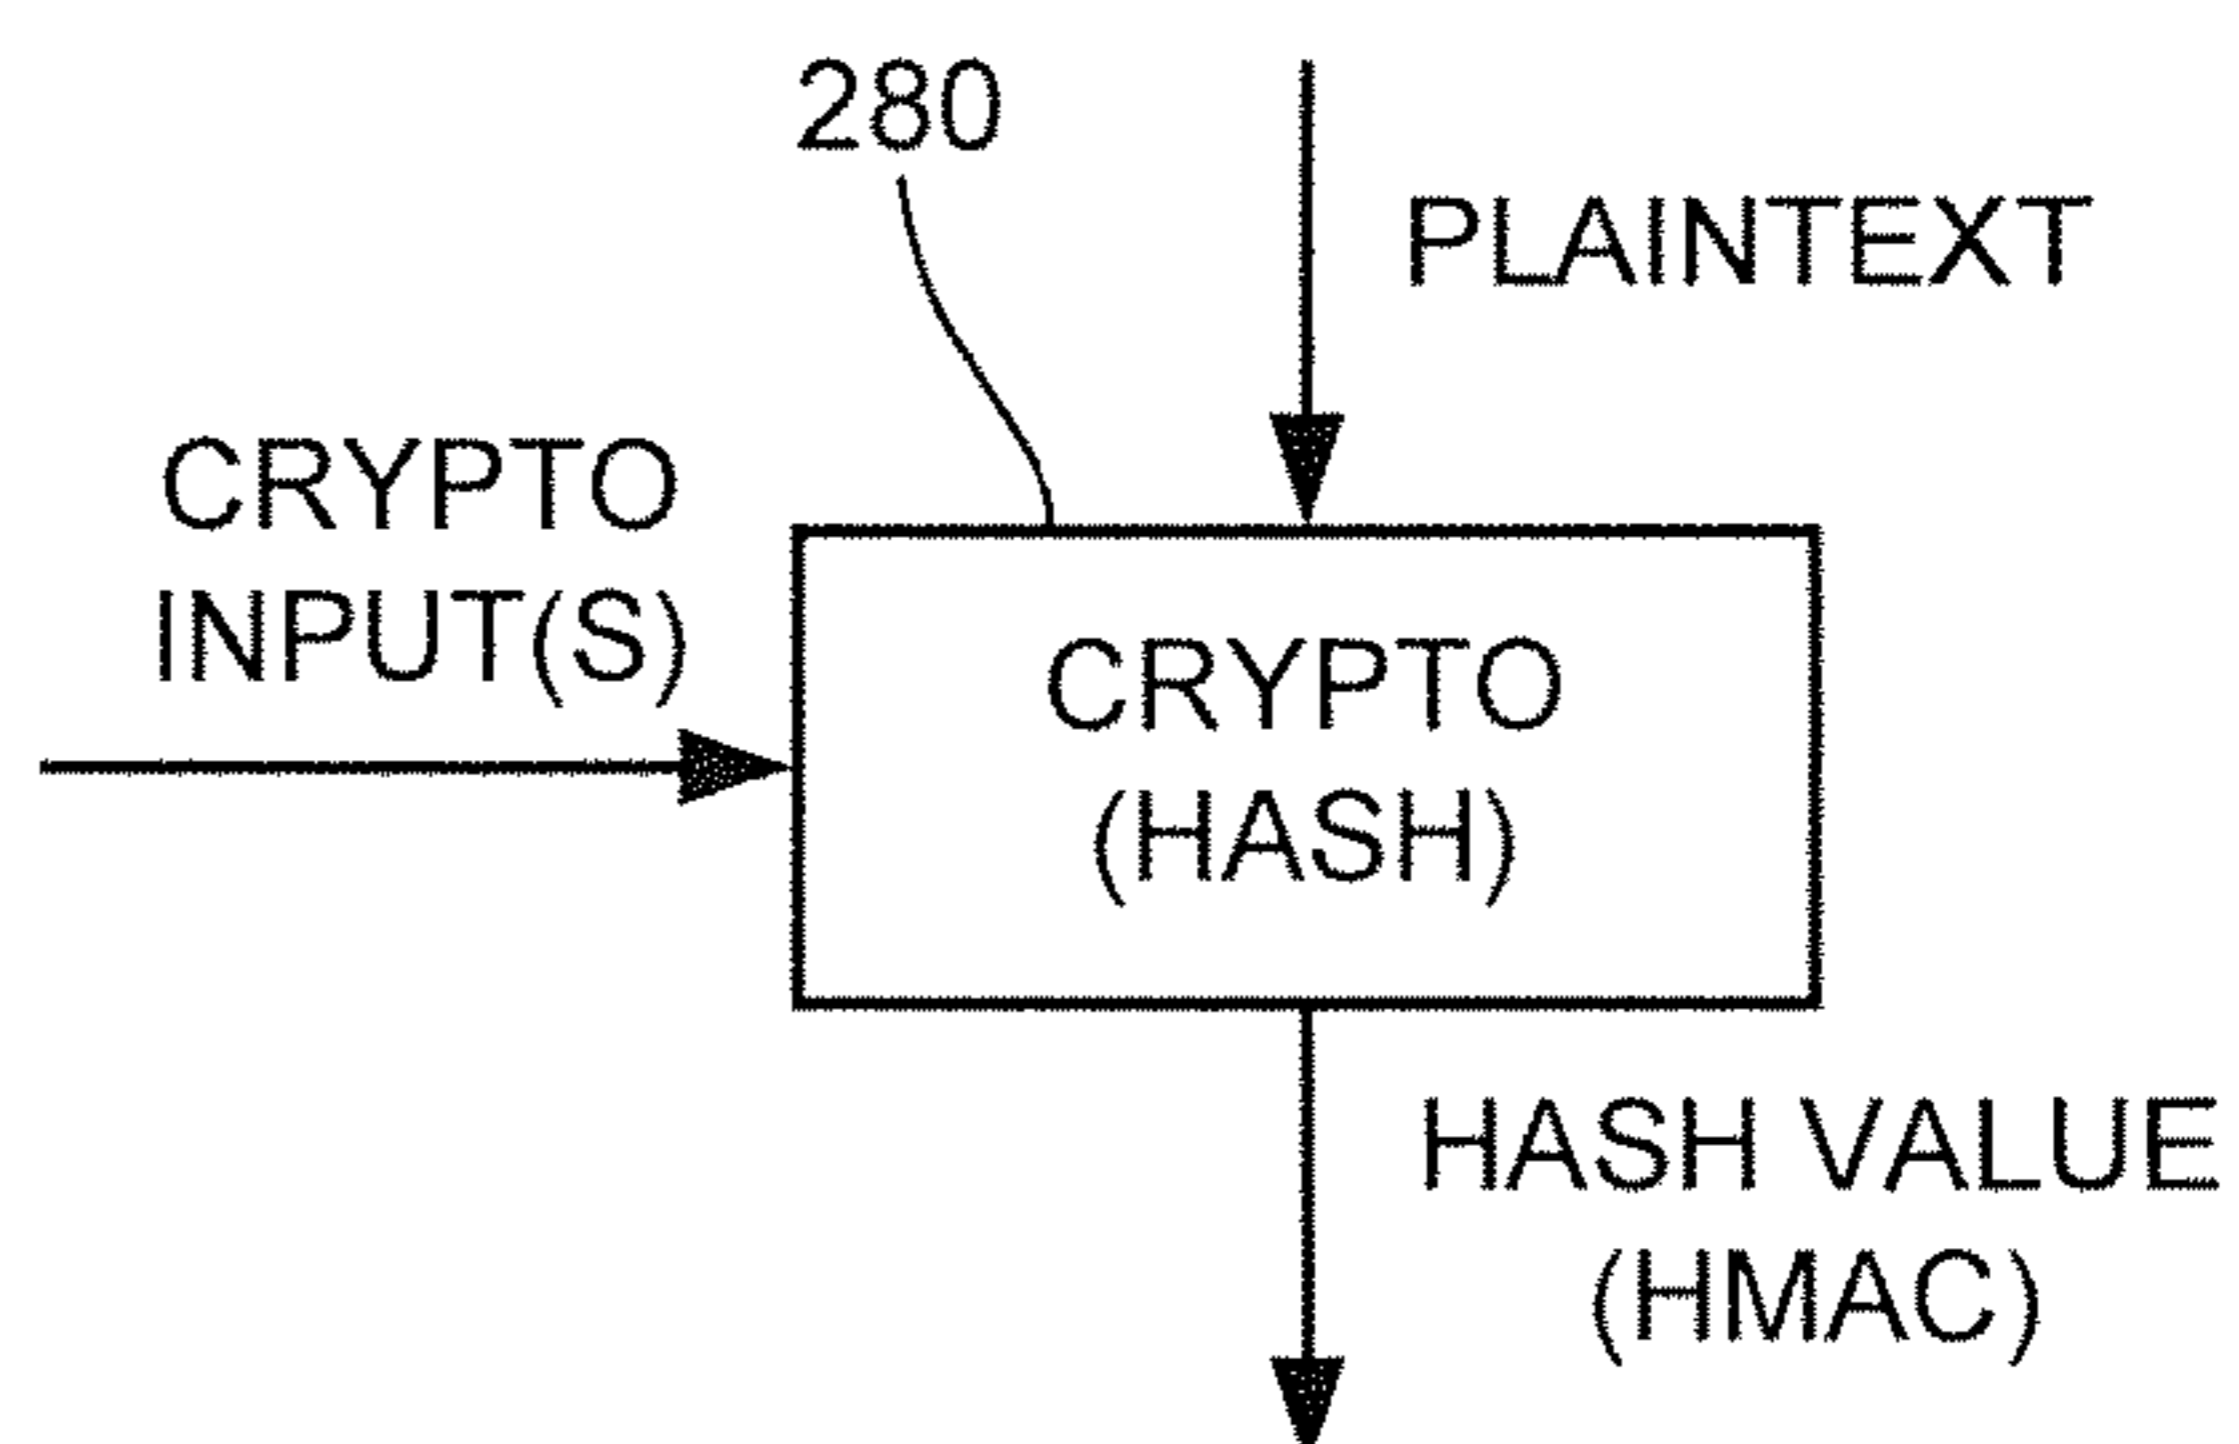 280
PLAINTEXT
CRYPTO
INPUT(S)
CRYPTO
(HASH)
HASH VALUE
(HMAC)